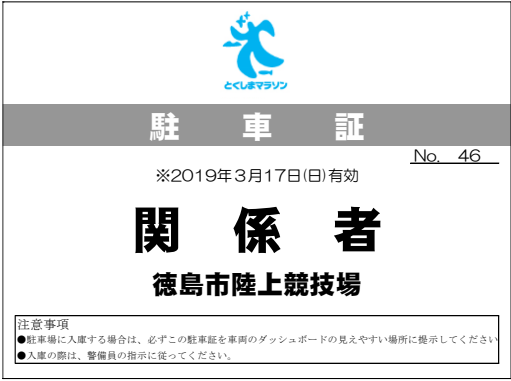 とくしまマラソン
駐車証
No. 46
※2019年3月17日(日)有効
関係者
徳島市陸上競技場
注意事項
●駐車場に入庫する場合は、必ずこの駐車証を車両のダッシュボードの見えやすい場所に提示してください
●入庫の際は、警備員の指示に従ってください。